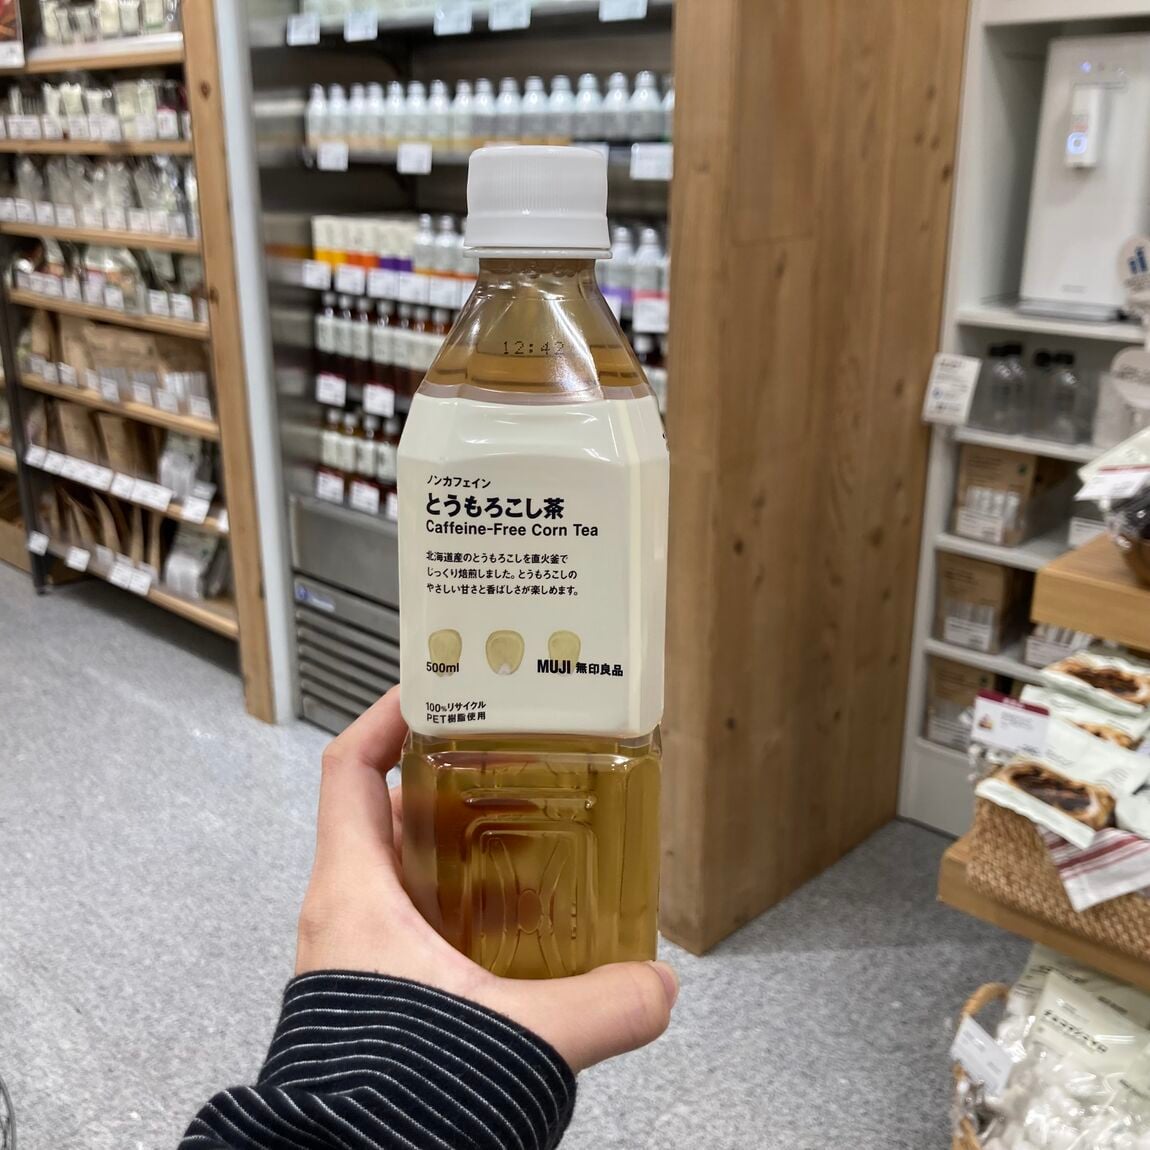 12:42
ノンカフェイン
とうもろこし茶
Caffeine-Free Corn Tea
北海道産のとうもろこしを直火釜で
じっくり焙煎しました。とうもろこしの
やさしい甘さと香ばしさが楽しめます。
500ml
MUJI 無印良品
100%リサイクル
PET樹脂使用